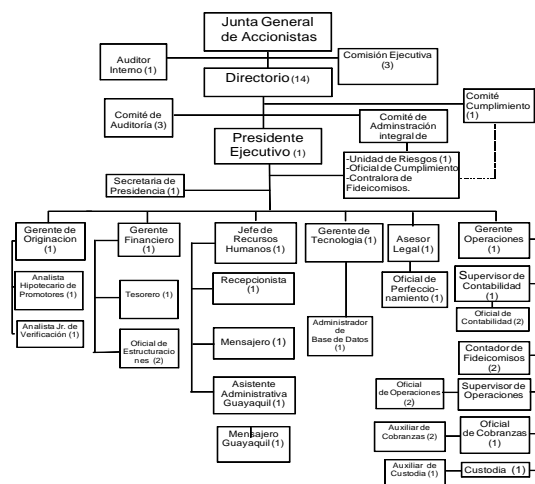 Junta General
de Accionistas
Auditor
Interno (1)
Comisión Ejecutiva
(3)
Directorio (14)
Comité
Cumplimiento
(1)
Comité de
Auditoría (3)
Comité de
Adminstración
integral de
Presidente
Ejecutivo (1)
-Unidad de Riesgos (1)
-Oficial de Cumplimiento
-Contralora de
Fideicomisos.
Secretaria de
Presidencia (1)
Gerente de
Originacion
(1)
Gerente
Financiero
(1)
Jefe de
Recursos
Humanos (1)
Gerente de
Tecnología
(1)
Asesor
Legal (1)
Gerente
Operaciones
(1)
Analista
Hipotecario de
Promotores (1)
Tesorero (1)
Recepcionista
(1)
Oficial de
Perfeccio-
namiento (1)
Supervisor de
Contabilidad
(1)
Oficial de
Contabilidad (2)
Analista Jr. de
Verificación (1)
Oficial de
Estructuracio
nes (2)
Mensajero (1)
Administrador
de
Base de Datos
(1)
Contador de
Fideicomisos
(2)
Asistente
Administrativa
Guayaquil (1)
Oficial
de Operaciones
(2)
Supervisor de
Operaciones
Mensajero
Guayaquil (1)
Auxiliar de
Cobranzas (2)
Oficial
de Cobranzas
(1)
Auxiliar de
Custodia (1)
Custodia (1)